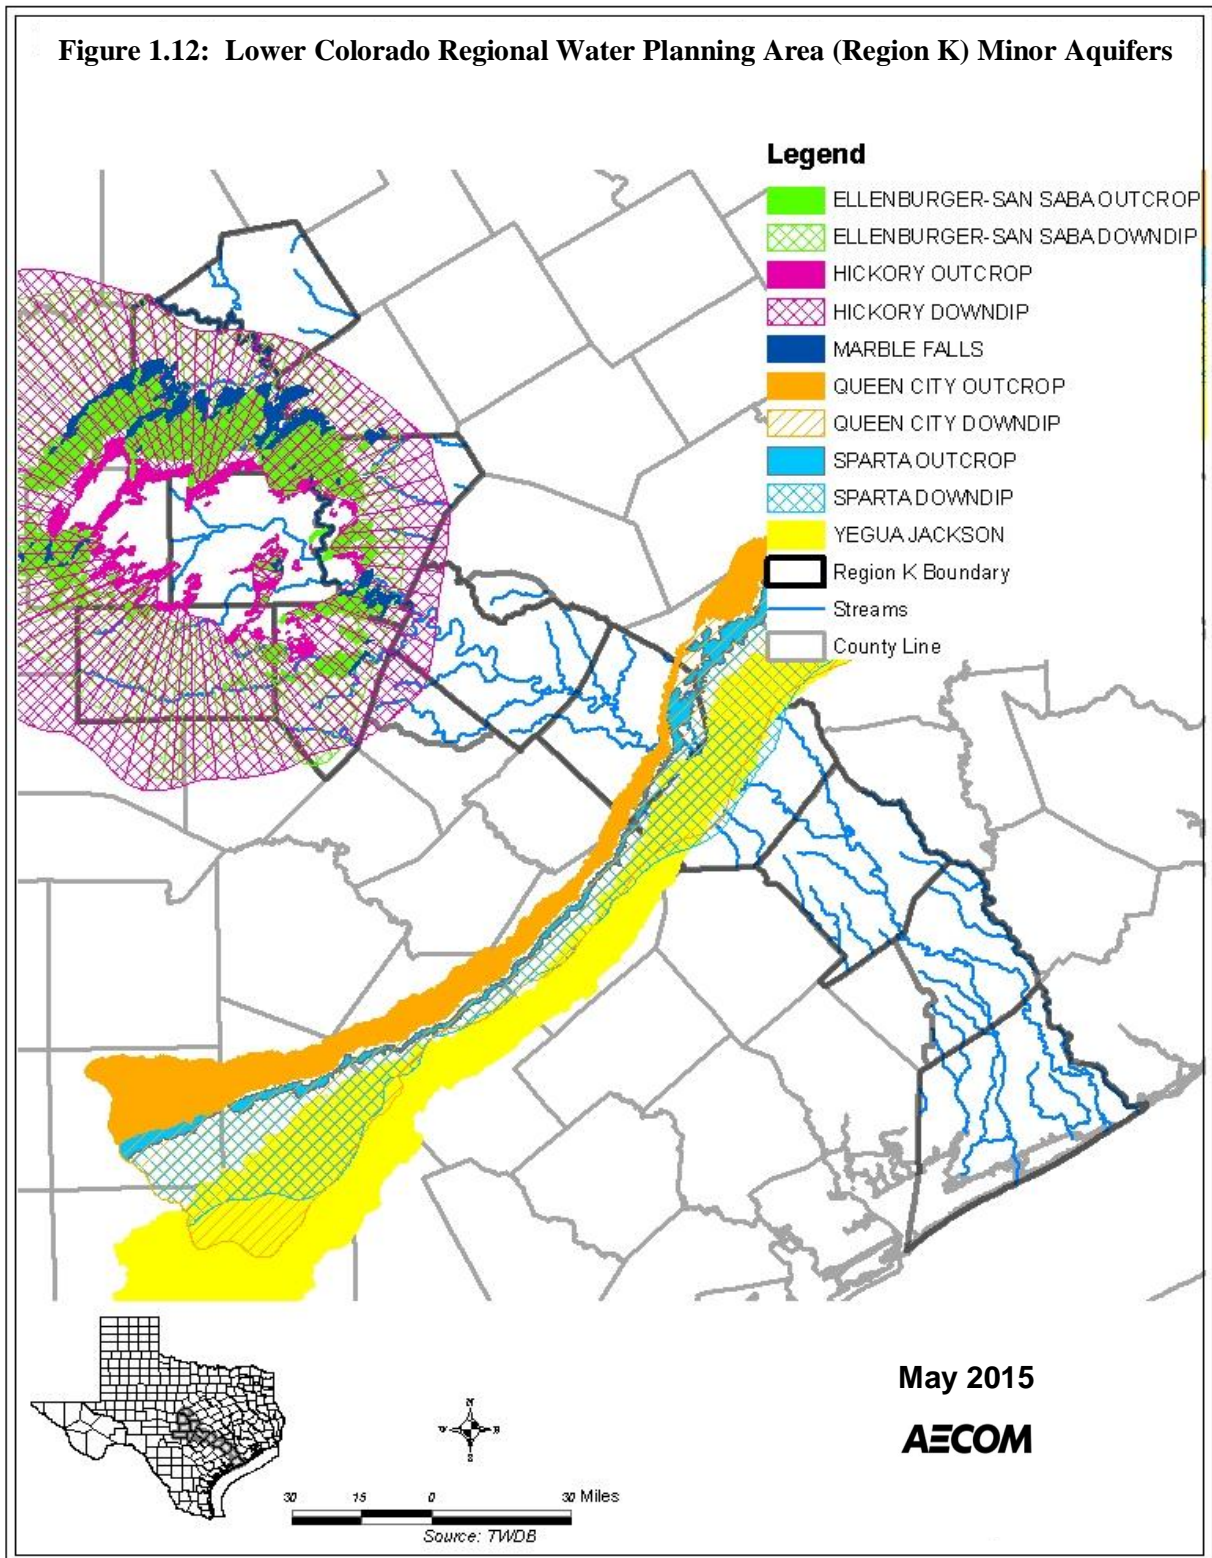 Figure 1.12:  Lower Colorado Regional Water Planning Area (Region K) Minor Aquifers
Legend
ELLENBURGER-SAN SABA OUTCROP
ELLENBURGER-SAN SABA DOWNDIP
HICKORY OUTCROP
HICKORY DOWNDIP
MARBLE FALLS
QUEEN CITY OUTCROP
QUEEN CITY DOWNDIP
SPARTA OUTCROP
SPARTA DOWNDIP
YEGUA JACKSON
Region K Boundary
Streams
County Line
May 2015
AECOM
N
W E
S
30 15 0 30 Miles
Source: TWDB